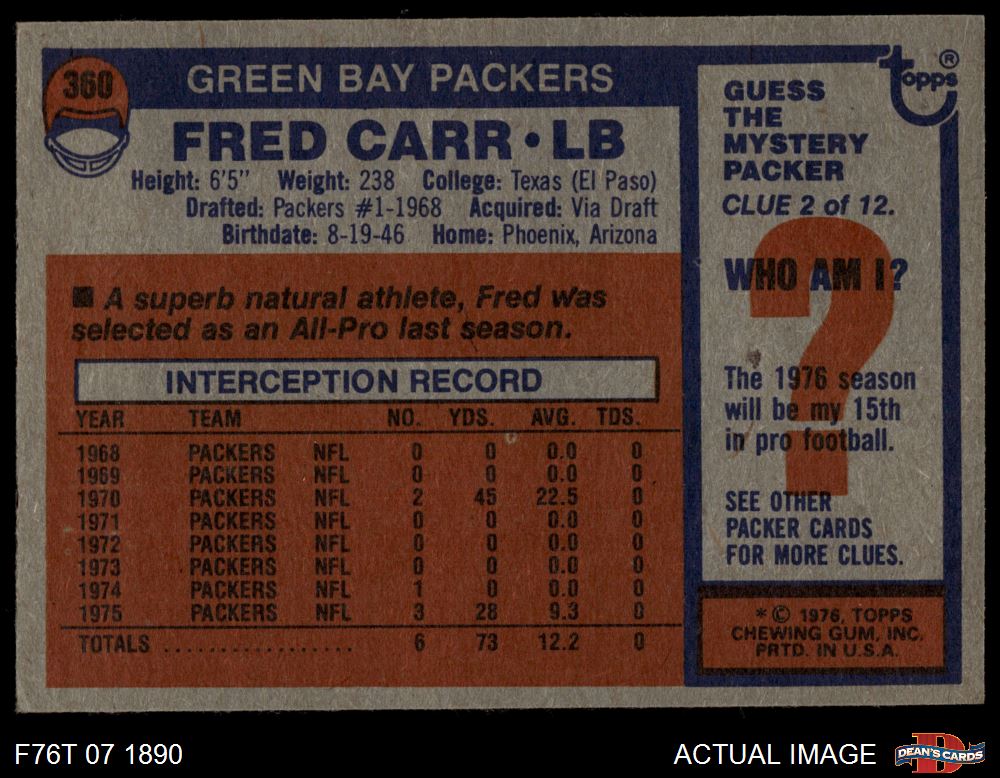 360
GREEN BAY PACKERS
FRED CARR • LB
Height: 6'5" Weight: 238 College: Texas (El Paso)
Drafted: Packers #1-1968 Acquired: Via Draft
Birthdate: 8-19-46 Home: Phoenix, Arizona
■ A superb natural athlete, Fred was
selected as an All-Pro last season.
INTERCEPTION RECORD
YEAR TEAM NO. YDS. AVG. TDS.
1968 PACKERS NFL 0 0 0.0 0
1969 PACKERS NFL 0 0 0.0 0
1970 PACKERS NFL 2 45 22.5 0
1971 PACKERS NFL 0 0 0.0 0
1972 PACKERS NFL 0 0 0.0 0
1973 PACKERS NFL 0 0 0.0 0
1974 PACKERS NFL 1 0 0.0 0
1975 PACKERS NFL 3 28 9.3 0
TOTALS .................. 6 73 12.2 0
topps ®
GUESS
THE
MYSTERY
PACKER
CLUE 2 of 12.
?
WHO AM I?
The 1976 season
will be my 15th
in pro football.
SEE OTHER
PACKER CARDS
FOR MORE CLUES.
* © 1976, TOPPS
CHEWING GUM, INC.
PRTD. IN U.S.A.
F76T 07 1890
ACTUAL IMAGE
DEAN'S CARDS